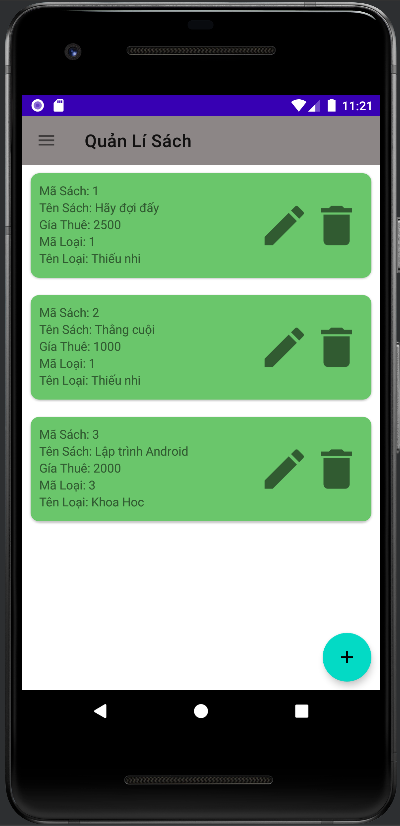 11:21
Quản Lí Sách
Mã Sách: 1
Tên Sách: Hãy đợi đấy
Gía Thuê: 2500
Mã Loại: 1
Tên Loại: Thiếu nhi
Mã Sách: 2
Tên Sách: Thằng cuội
Gía Thuê: 1000
Mã Loại: 1
Tên Loại: Thiếu nhi
Mã Sách: 3
Tên Sách: Lập trình Android
Gía Thuê: 2000
Mã Loại: 3
Tên Loại: Khoa Hoc